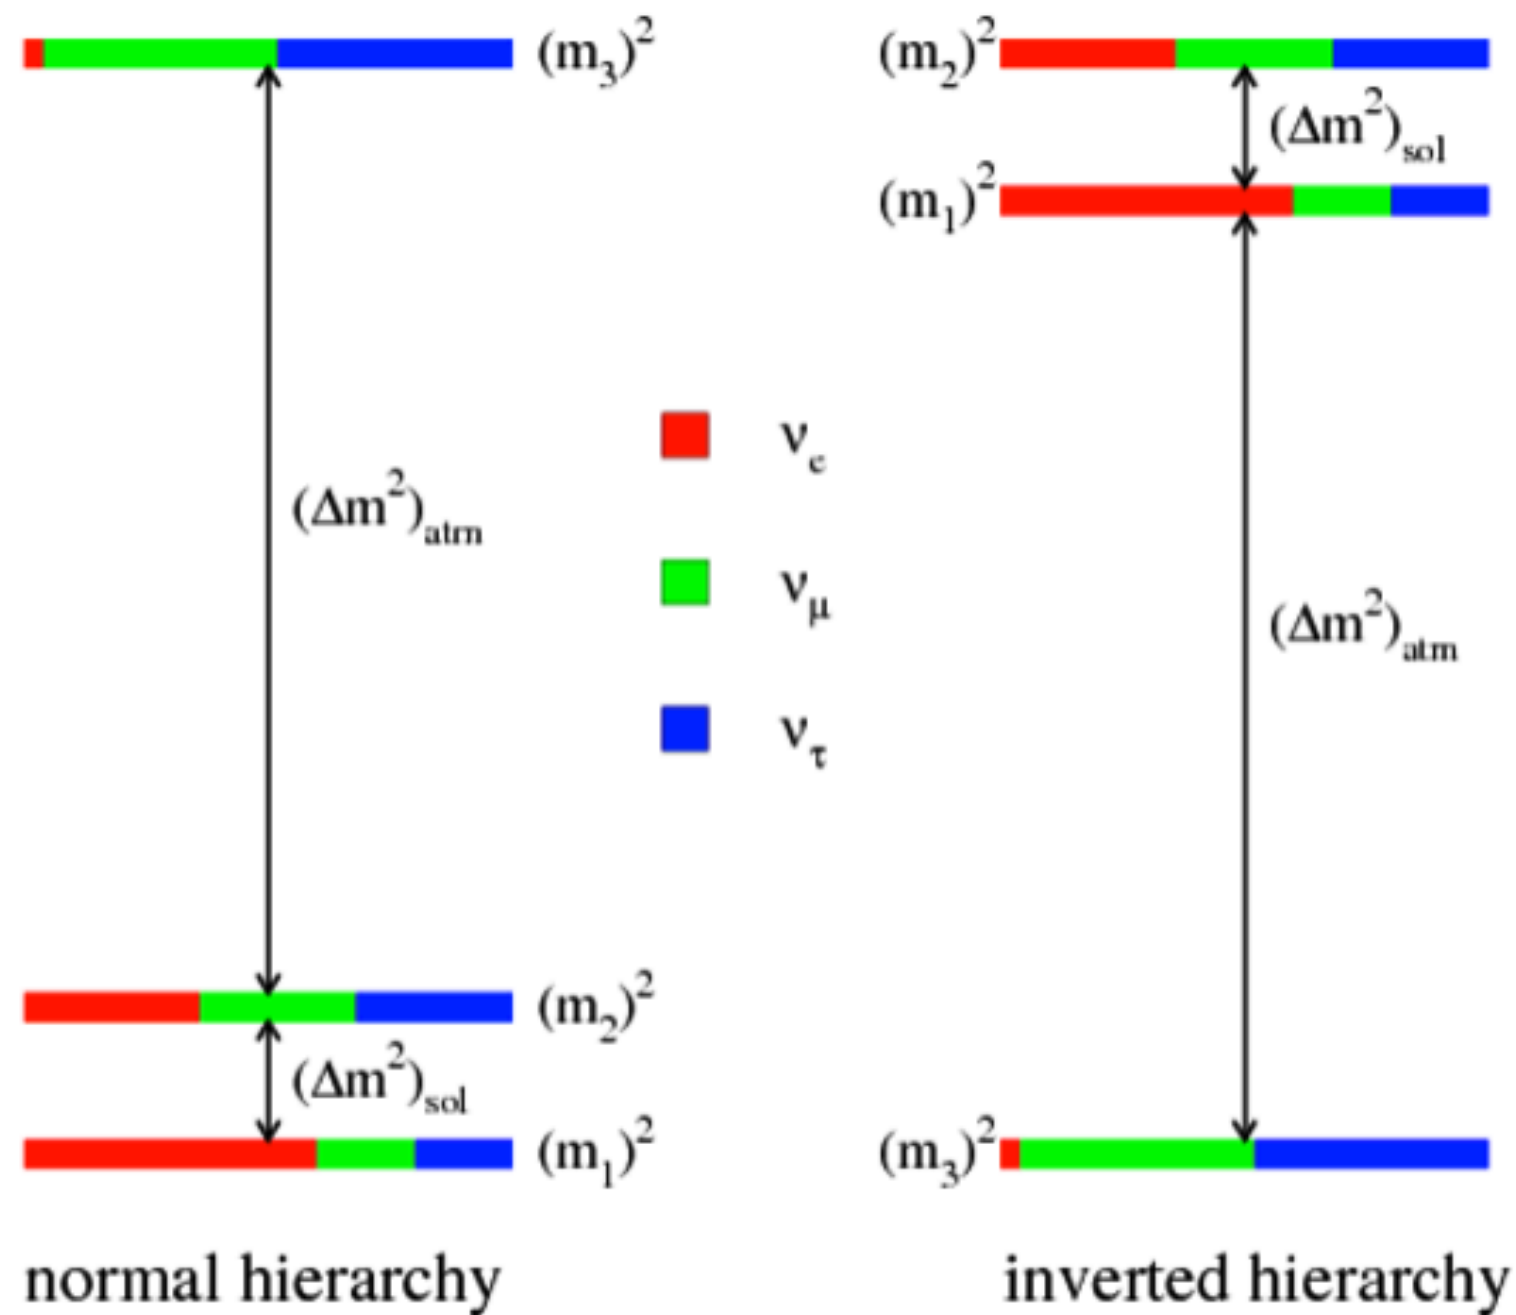 (m₃)²
(m₂)²
(Δm²)sol
(m₁)²
νe
(Δm²)atm
νμ
(Δm²)atm
ντ
(m₂)²
(Δm²)sol
(m₁)²
(m₃)²
normal hierarchy
inverted hierarchy